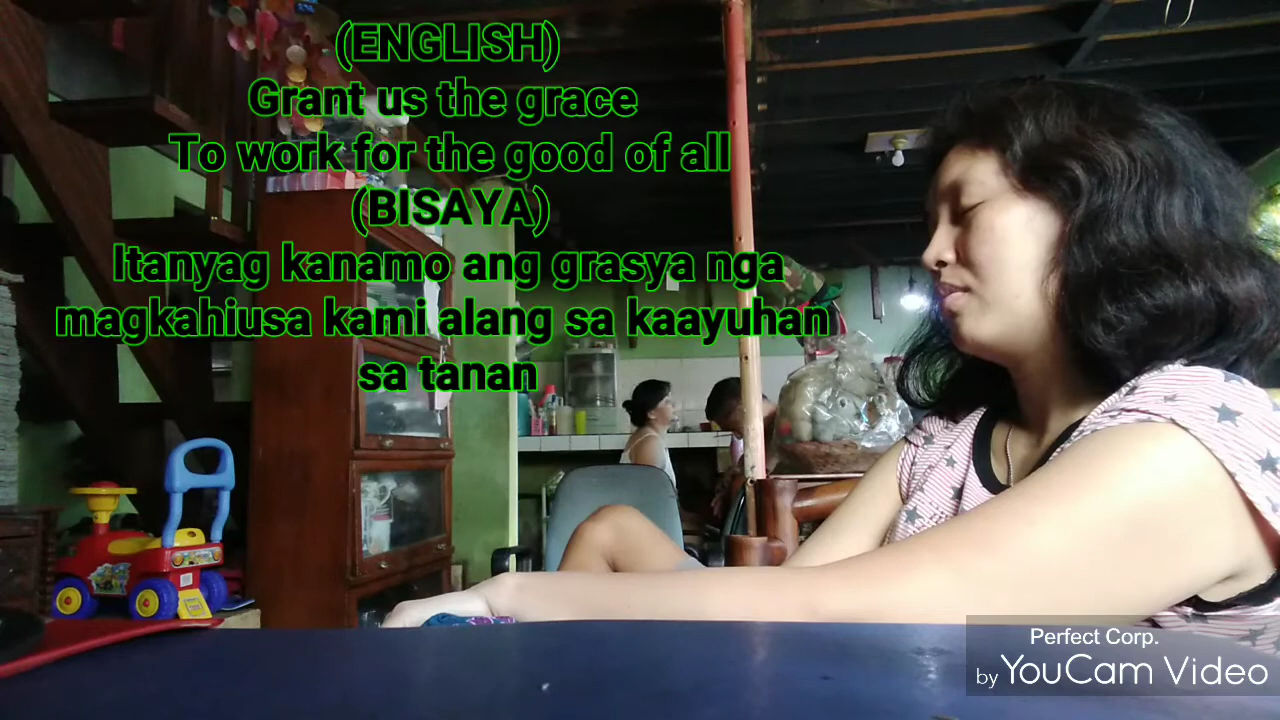 (ENGLISH)
Grant us the grace
To work for the good of all
(BISAYA)
Itanyag kanamo ang grasya nga
magkahiusa kami alang sa kaayuhan
sa tanan
Perfect Corp.
by YouCam Video